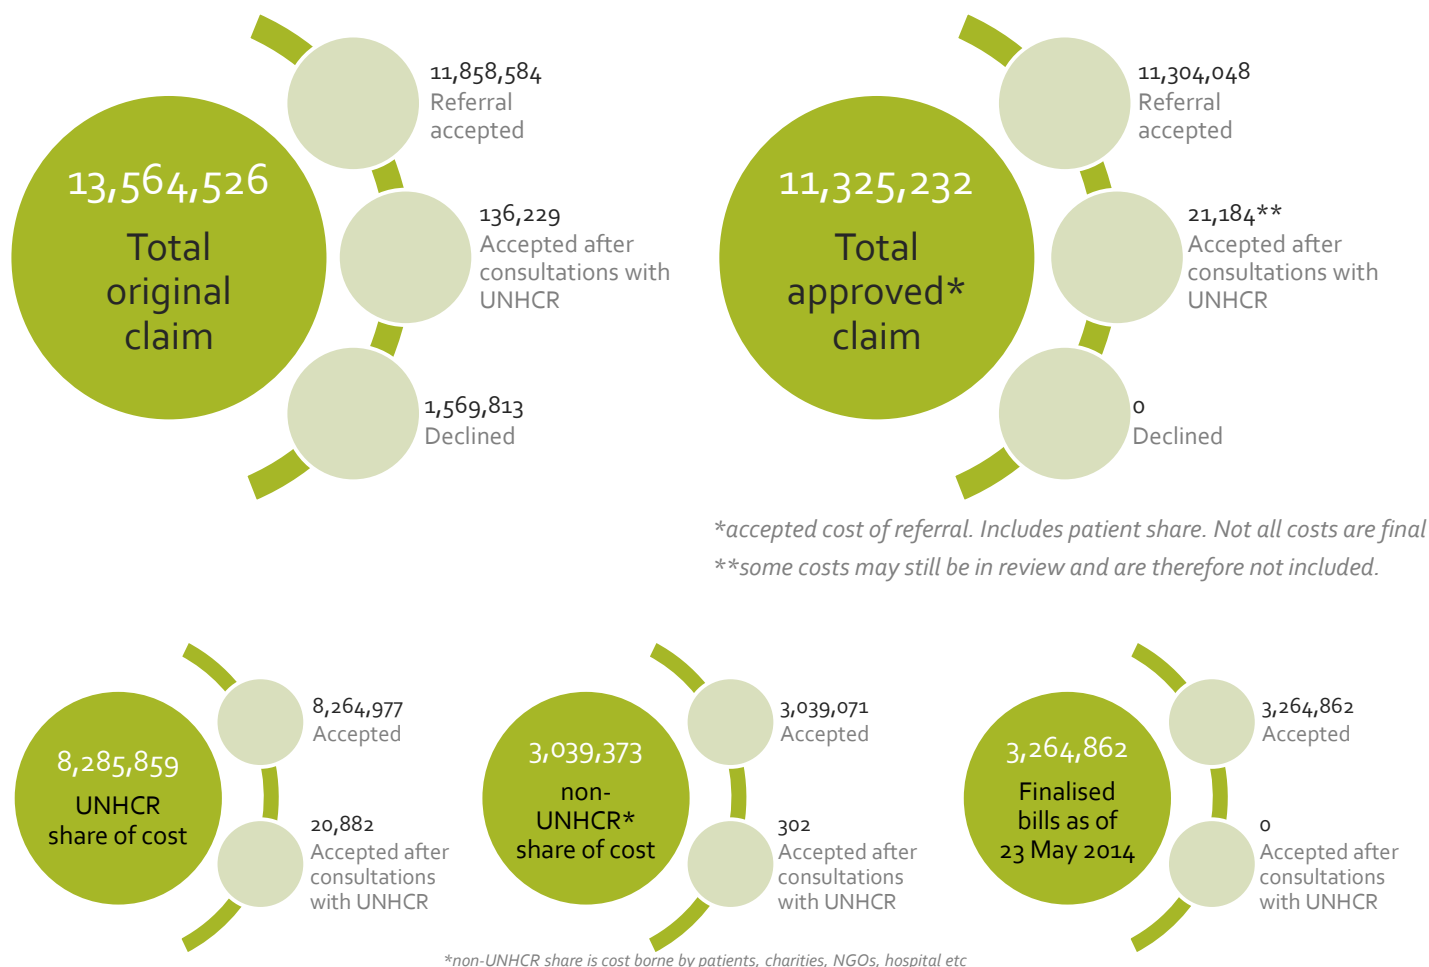 13,564,526
Total
original
claim
11,858,584
Referral
accepted
136,229
Accepted after
consultations with
UNHCR
1,569,813
Declined
11,325,232
Total
approved*
claim
11,304,048
Referral
accepted
21,184**
Accepted after
consultations with
UNHCR
0
Declined
*accepted cost of referral. Includes patient share. Not all costs are final
**some costs may still be in review and are therefore not included.
8,285,859
UNHCR
share of cost
8,264,977
Accepted
20,882
Accepted after
consultations
with UNHCR
3,039,373
non-
UNHCR*
share of cost
3,039,071
Accepted
302
Accepted after
consultations
with UNHCR
3,264,862
Finalised
bills as of
23 May 2014
3,264,862
Accepted
0
Accepted after
consultations
with UNHCR
*non-UNHCR share is cost borne by patients, charities, NGOs, hospital etc